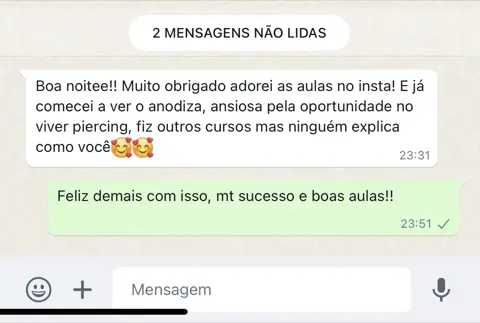 2 MENSAGENS NÃO LIDAS
Boa noitee!! Muito obrigado adorei as aulas no insta! E já
comecei a ver o anodiza, ansiosa pela oportunidade no
viver piercing, fiz outros cursos mas ninguém explica
como você🥰🥰
23:31
Feliz demais com isso, mt sucesso e boas aulas!!
23:51
Mensagem